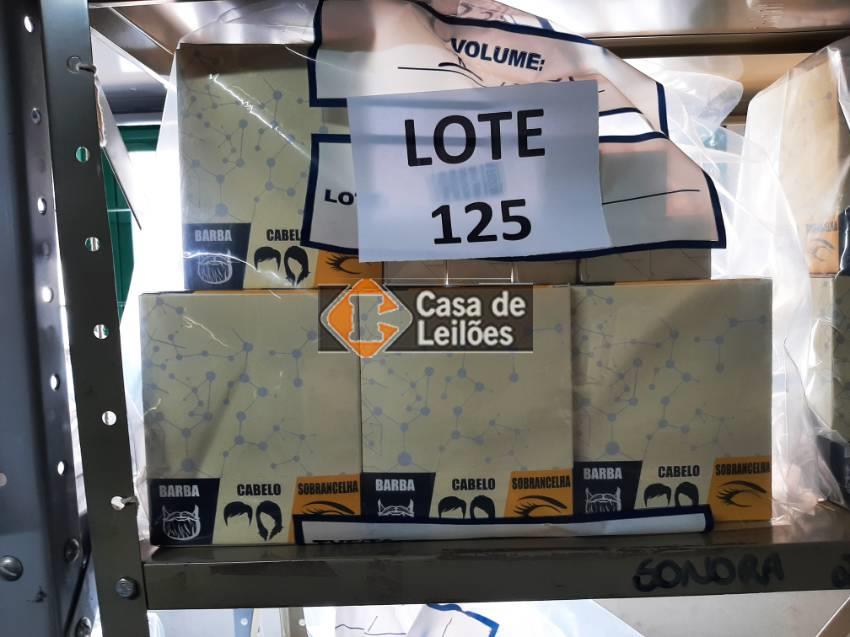 VOLUME:
LOTE
125
LOT
BARBA
CABELO
Casa de
Leilões
BARBA
CABELO
SOBRANCELHA
BARBA
CABELO
SOBRANCELHA
BARBA
CABELO
SOBRANCELHA
SONORA